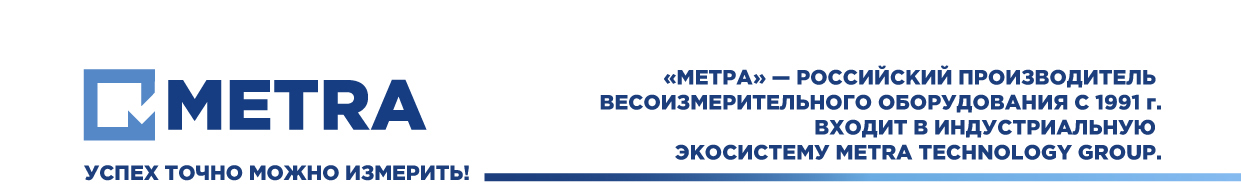 METRA
УСПЕХ ТОЧНО МОЖНО ИЗМЕРИТЬ!
«МЕТРА» — РОССИЙСКИЙ ПРОИЗВОДИТЕЛЬ
ВЕСОИЗМЕРИТЕЛЬНОГО ОБОРУДОВАНИЯ С 1991 г.
ВХОДИТ В ИНДУСТРИАЛЬНУЮ
ЭКОСИСТЕМУ METRA TECHNOLOGY GROUP.